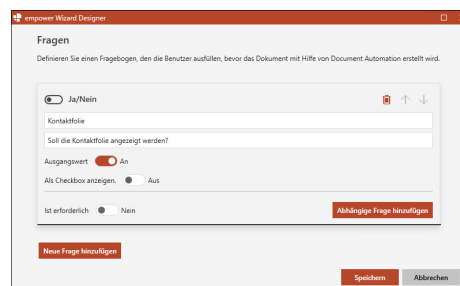 empower Wizard Designer
Fragen
Definieren Sie einen Fragebogen, den die Benutzer ausfüllen, bevor das Dokument mit Hilfe von Document Automation erstellt wird.
Ja/Nein
Kontaktfolie
Soll die Kontaktfolie angezeigt werden?
Ausgangswert An
Als Checkbox anzeigen. Aus
Ist erforderlich Nein Abhängige Frage hinzufügen
Neue Frage hinzufügen
Speichern Abbrechen